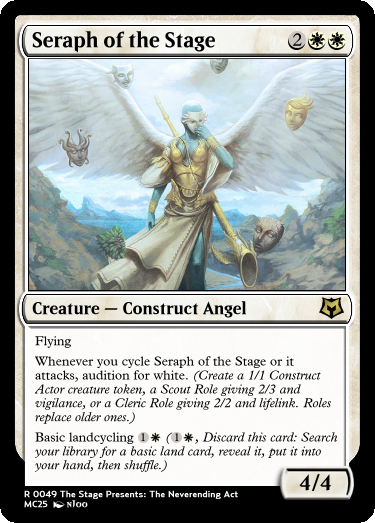 Seraph of the Stage 2
Creature — Construct Angel
Flying
Whenever you cycle Seraph of the Stage or it
attacks, audition for white. (Create a 1/1 Construct
Actor creature token, a Scout Role giving 2/3 and
vigilance, or a Cleric Role giving 2/2 and lifelink. Roles
replace older ones.)
Basic landcycling 1 (1, Discard this card: Search
your library for a basic land card, reveal it, put it into
your hand, then shuffle.)
4/4
R 0049 The Stage Presents: The Neverending Act
MC25